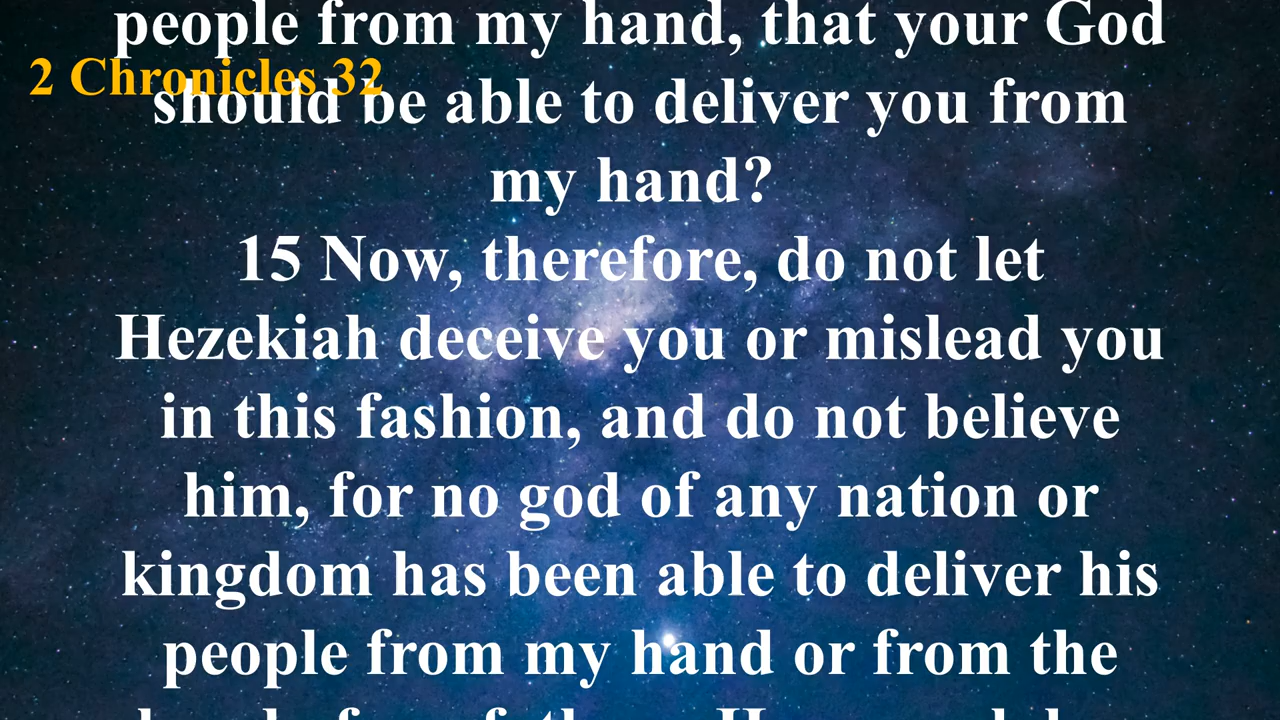 people from my hand, that your God
2 Chronicles 32
should be able to deliver you from
my hand?
15 Now, therefore, do not let
Hezekiah deceive you or mislead you
in this fashion, and do not believe
him, for no god of any nation or
kingdom has been able to deliver his
people from my hand or from the